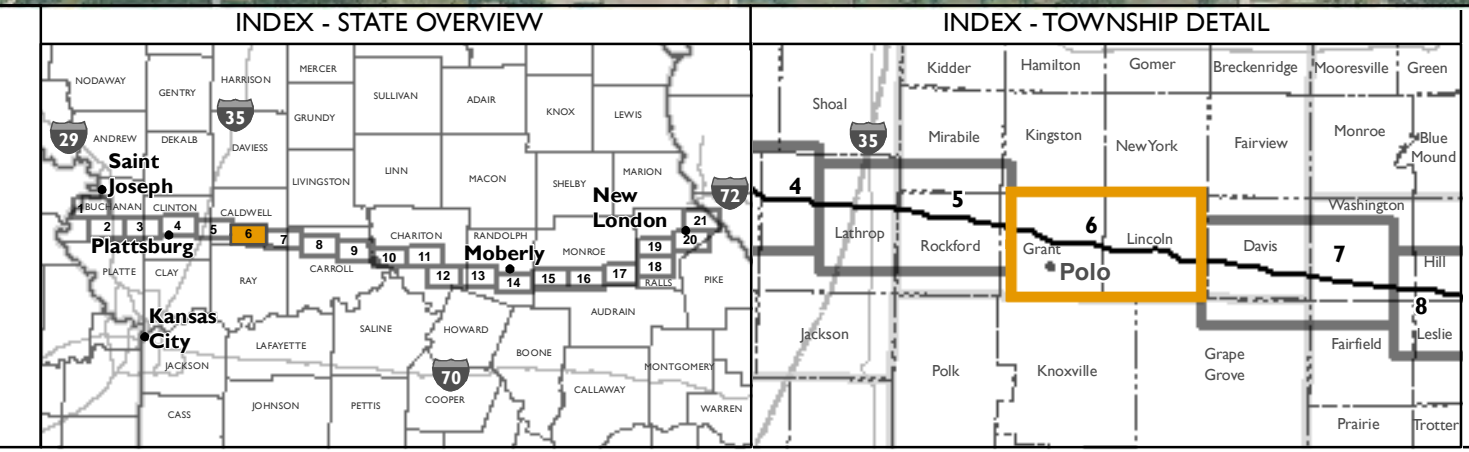 INDEX - STATE OVERVIEW
NODAWAY
GENTRY
HARRISON
MERCER
SULLIVAN
ADAIR
KNOX
LEWIS
35
GRUNDY
29
ANDREW
DEKALB
DAVIESS
Saint
Joseph
LIVINGSTON
LINN
MACON
SHELBY
MARION
New
London
72
BUCHANAN
CLINTON
CALDWELL
1
2
3
4
5
6
7
8
9
10
11
12
13
14
15
16
17
18
19
20
21
Plattsburg
CHARITON
RANDOLPH
Moberly
MONROE
PLATTE
CLAY
RAY
CARROLL
RALLS
PIKE
AUDRAIN
Kansas
City
SALINE
HOWARD
LAFAYETTE
BOONE
JACKSON
70
MONTGOMERY
CALLAWAY
CASS
JOHNSON
PETTIS
COOPER
WARREN
INDEX - TOWNSHIP DETAIL
Kidder
Hamilton
Gomer
Breckenridge
Mooresville
Green
Shoal
35
Mirabile
Kingston
New York
Fairview
Monroe
Blue
Mound
4
5
6
7
8
Washington
Lathrop
Rockford
Grant
Lincoln
Davis
Polo
Hill
Jackson
Leslie
Fairfield
Polk
Knoxville
Grape
Grove
Prairie
Trotter